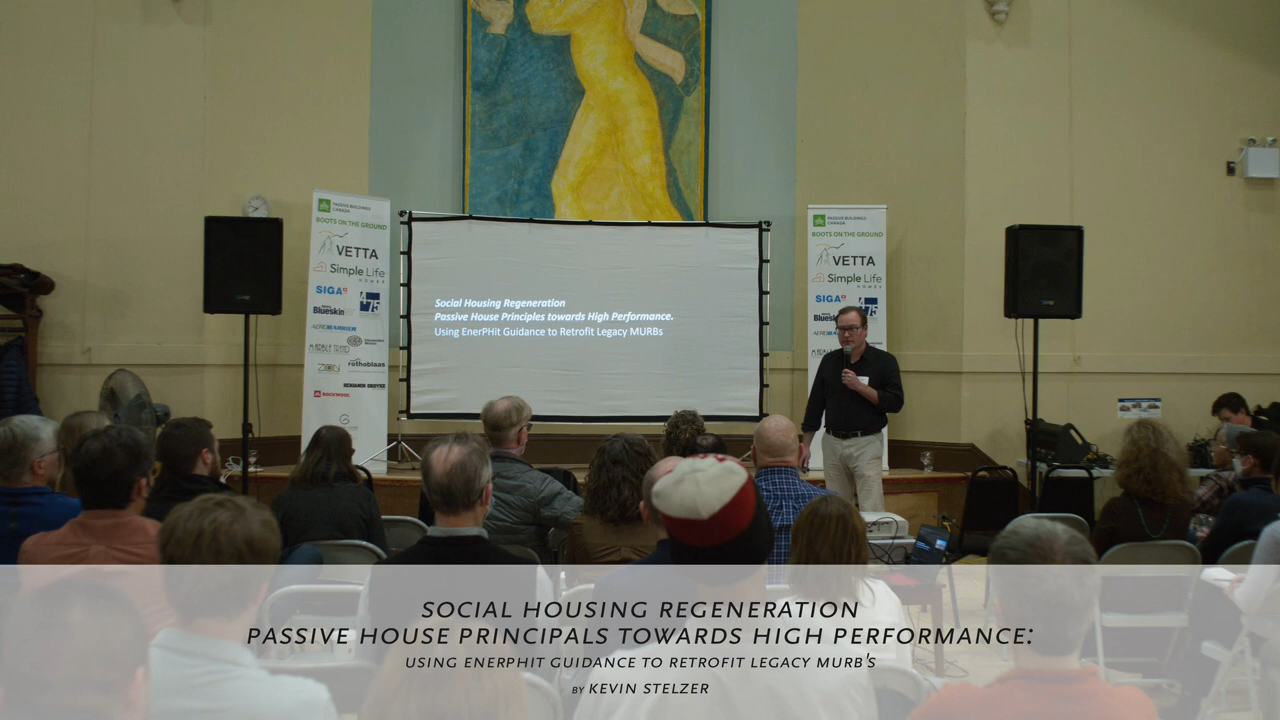 PASSIVE BUILDINGS
CANADA
BOOTS ON THE GROUND
VETTA
Simple Life
HOMES
SIGA
475
Blueskin
rothoblaas
ROCKWOOL
Social Housing Regeneration
Passive House Principles towards High Performance.
Using EnerPHit Guidance to Retrofit Legacy MURBs
PASSIVE BUILDINGS
CANADA
BOOTS ON THE GROUND
VETTA
Simple Life
HOMES
SIGA
SOCIAL HOUSING REGENERATION
PASSIVE HOUSE PRINCIPALS TOWARDS HIGH PERFORMANCE:
USING ENERPHIT GUIDANCE TO RETROFIT LEGACY MURB'S
BY KEVIN STELZER